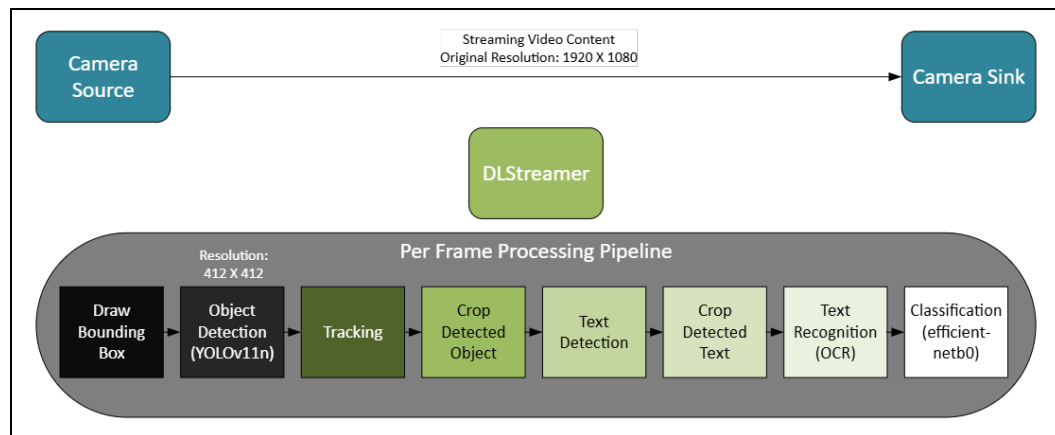 Streaming Video Content
Original Resolution: 1920 X 1080
Camera
Source
Camera Sink
DLStreamer
Per Frame Processing Pipeline
Resolution:
412 X 412
Draw
Bounding
Box
Object
Detection
(YOLOv11n)
Tracking
Crop
Detected
Object
Text
Detection
Crop
Detected
Text
Text
Recognition
(OCR)
Classification
(efficient-
netb0)